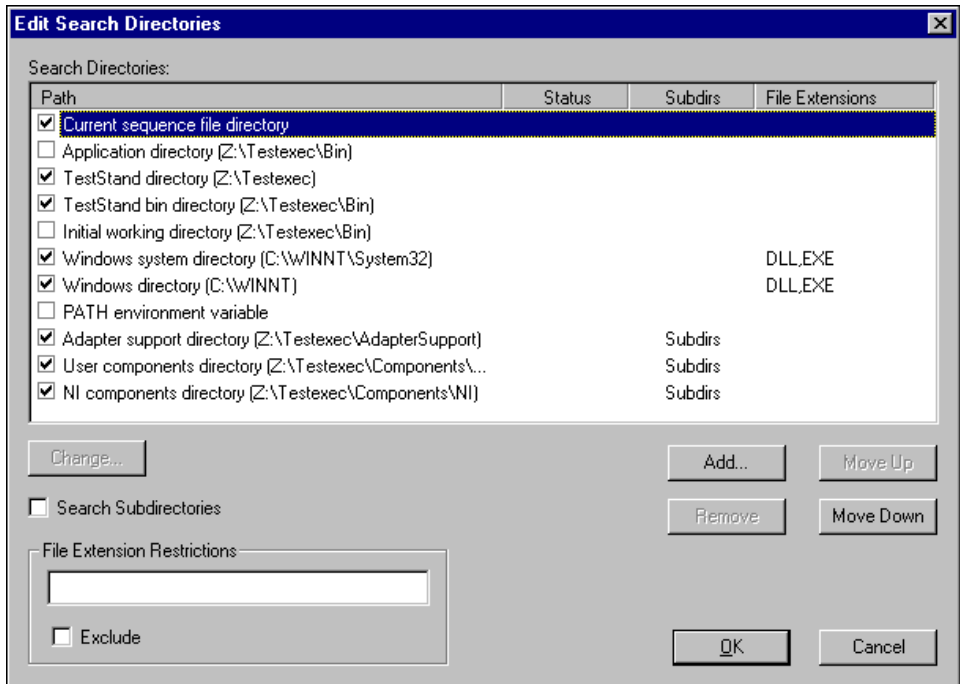 Edit Search Directories
Search Directories:
Path Status Subdirs File Extensions
Current sequence file directory
Application directory (Z:\Testexec\Bin)
TestStand directory (Z:\Testexec)
TestStand bin directory (Z:\Testexec\Bin)
Initial working directory (Z:\Testexec\Bin)
Windows system directory (C:\WINNT\System32) DLL,EXE
Windows directory (C:\WINNT) DLL,EXE
PATH environment variable
Adapter support directory (Z:\Testexec\AdapterSupport) Subdirs
User components directory (Z:\Testexec\Components\... Subdirs
NI components directory (Z:\Testexec\Components\NI) Subdirs
Change... Add... Move Up
Search Subdirectories Remove Move Down
File Extension Restrictions
Exclude OK Cancel